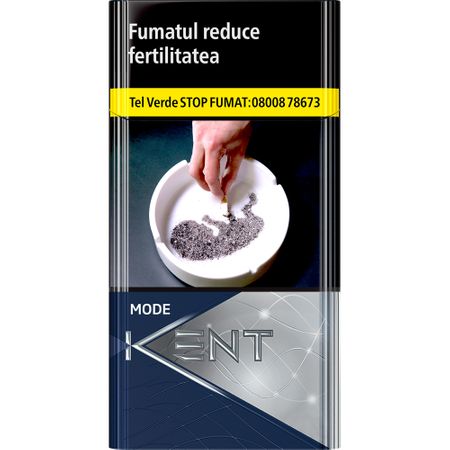 Fumatul reduce
fertilitatea
Tel Verde STOP FUMAT: 08008 78673
MODE
KENT